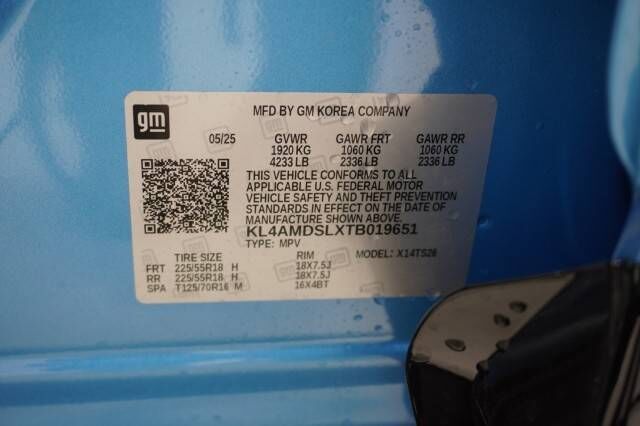 gm
MFD BY GM KOREA COMPANY
05/25 GVWR GAWR FRT GAWR RR
1920 KG 1060 KG 1060 KG
4233 LB 2336 LB 2336 LB
THIS VEHICLE CONFORMS TO ALL
APPLICABLE U.S. FEDERAL MOTOR
VEHICLE SAFETY AND THEFT PREVENTION
STANDARDS IN EFFECT ON THE DATE OF
MANUFACTURE SHOWN ABOVE.
KL4AMDSLXTB019651
TYPE: MPV MODEL: X14TS26
TIRE SIZE RIM
FRT 225/55R18 H 18X7.5J
RR 225/55R18 H 18X7.5J
SPA T125/70R16 M 16X4BT